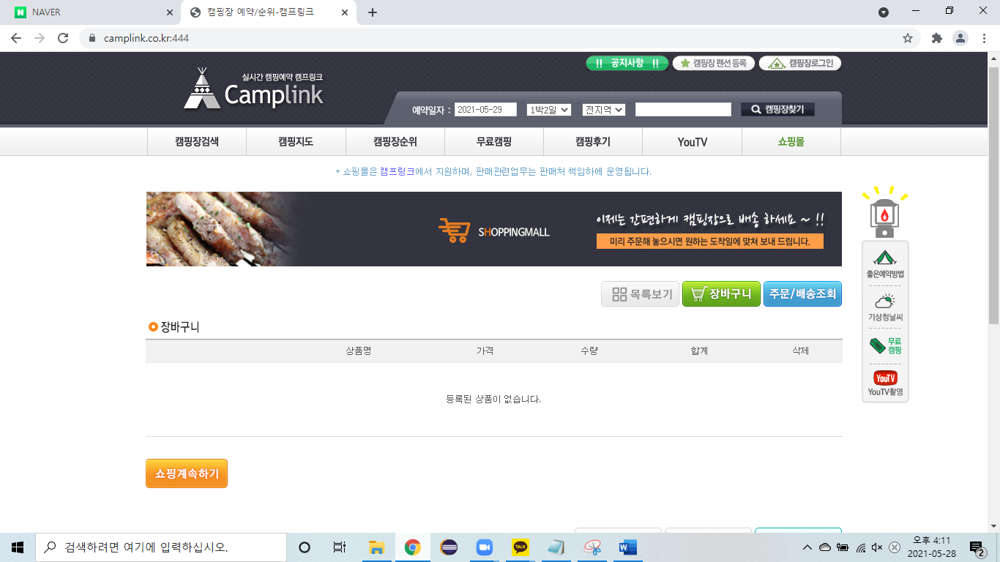 NAVER
캠핑장 예약/순위-캠프링크
camplink.co.kr:444
!! 공지사항 !!
캠핑장 펜션 등록
캠핑장로그인
실시간 캠핑예약 캠프링크
Camplink
예약일자 : 2021-05-29 1박2일 전지역 캠핑장찾기
캠핑장검색 캠핑지도 캠핑장순위 무료캠핑 캠핑후기 YouTV 쇼핑몰
* 쇼핑몰은 캠프링크에서 지원하며, 판매관련업무는 판매처 책임하에 운영됩니다.
SHOPPINGMALL
이제는 간편하게 캠핑장으로 배송 하세요 ~ !!
미리 주문해 놓으시면 원하는 도착일에 맞쳐 보내 드립니다.
목록보기 장바구니 주문/배송조회
장바구니
상품명 가격 수량 합계 삭제
등록된 상품이 없습니다.
쇼핑계속하기
좋은예약방법
기상청날씨
무료
캠핑
YouTV
YouTV촬영
검색하려면 여기에 입력하십시오.
TALK
W
오후 4:11
2021-05-28
2